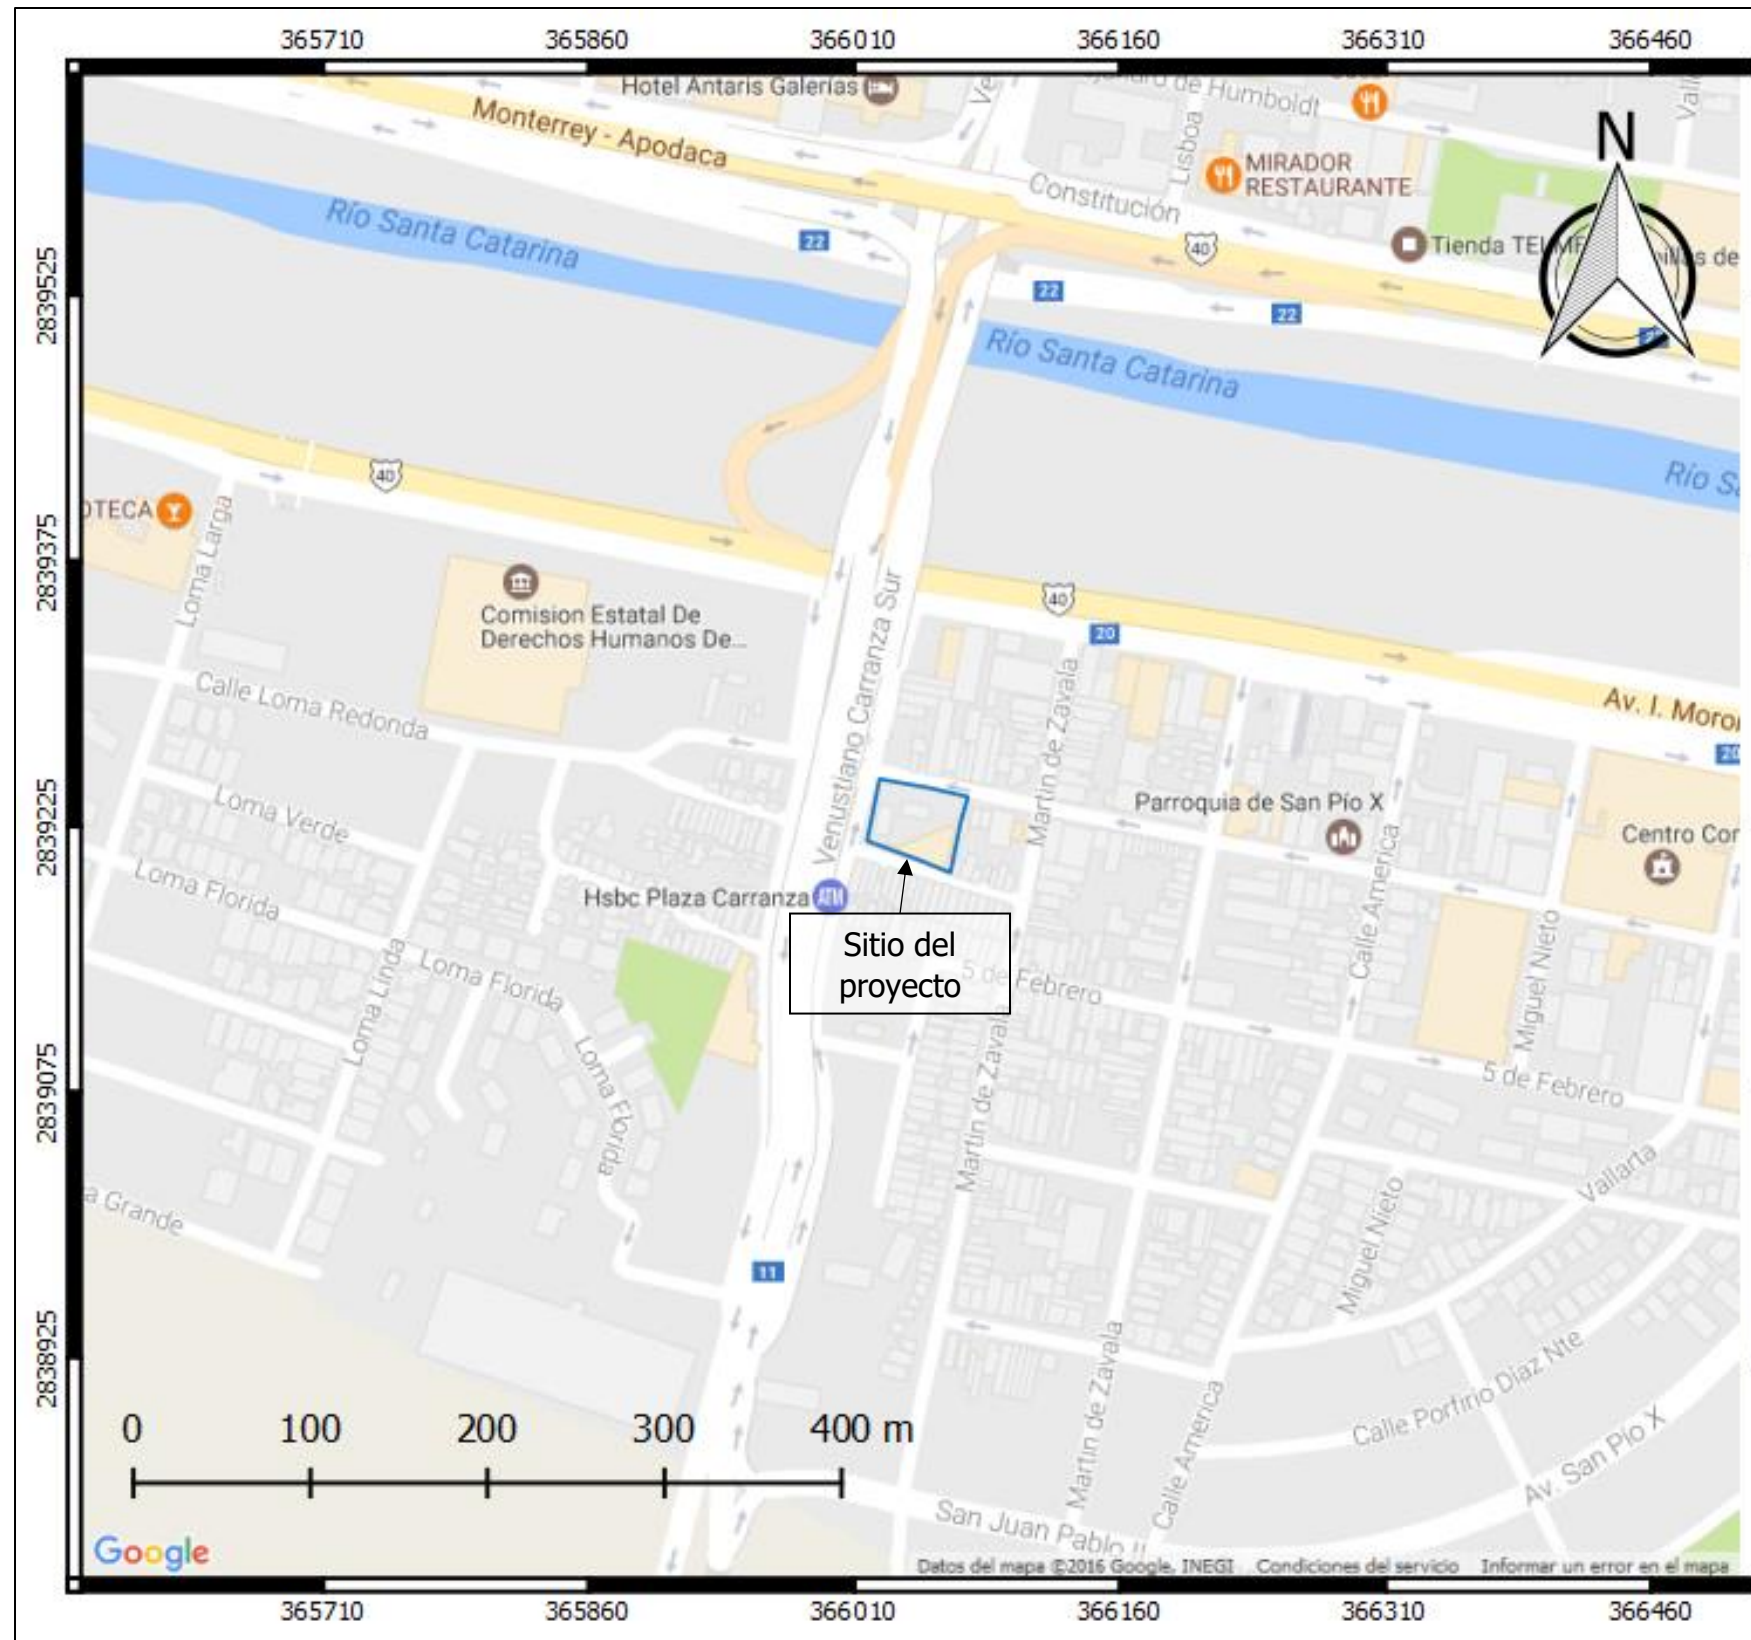 365710 365860 366010 366160 366310 366460
Hotel Antaris Galerías
de Humboldt
Monterrey - Apodaca
Lisboa
N
MIRADOR
RESTAURANTE
Constitución
Río Santa Catarina
22
40
Tienda
22
22
2839525
Río Santa Catarina
Río
40
OTECA
Loma Larga
2839375
Comision Estatal De
Derechos Humanos De...
Venustiano Carranza Sur
40
20
Calle Loma Redonda
Martin de Zavala
Av. I. Moro
20
Loma Verde
2839225
Parroquia de San Pío X
Centro Cor
Loma Florida
Hsbc Plaza Carranza
ATM
Calle America
Sitio del
proyecto
Loma Linda
Loma Florida
5 de Febrero
Miguel Nieto
2839075
Loma Florida
Martin de Zavala
5 de Febrero
Vallarta
a Grande
Miguel Nieto
11
2838925
Martin de Zavala
Calle Porfirio Diaz Nte
Calle America
Av. San Pio X
0 100 200 300 400 m
San Juan Pablo II
Google
Datos del mapa ©2016 Google, INEGI Condiciones del servicio Informar un error en el mapa
365710 365860 366010 366160 366310 366460